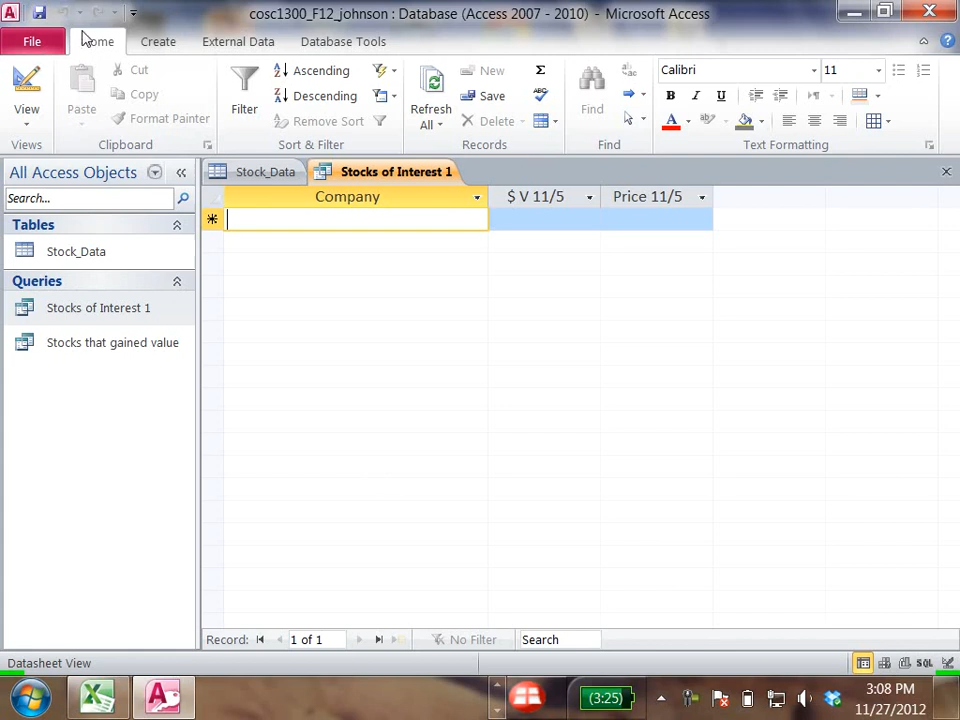 cosc1300_F12_johnson : Database (Access 2007 - 2010) - Microsoft Access
File Home Create External Data Database Tools
View
Views
Paste
Cut
Copy
Format Painter
Clipboard
Filter
Ascending
Descending
Remove Sort
Sort & Filter
Refresh
All
New
Save
Delete
Records
Find
Find
Calibri 11
B I U
Text Formatting
All Access Objects
Search...
Tables
Stock_Data
Queries
Stocks of Interest 1
Stocks that gained value
Stock_Data Stocks of Interest 1
Company $ V 11/5 Price 11/5
Record: 1 of 1 No Filter Search
Datasheet View SQL
(3:25) 3:08 PM
11/27/2012